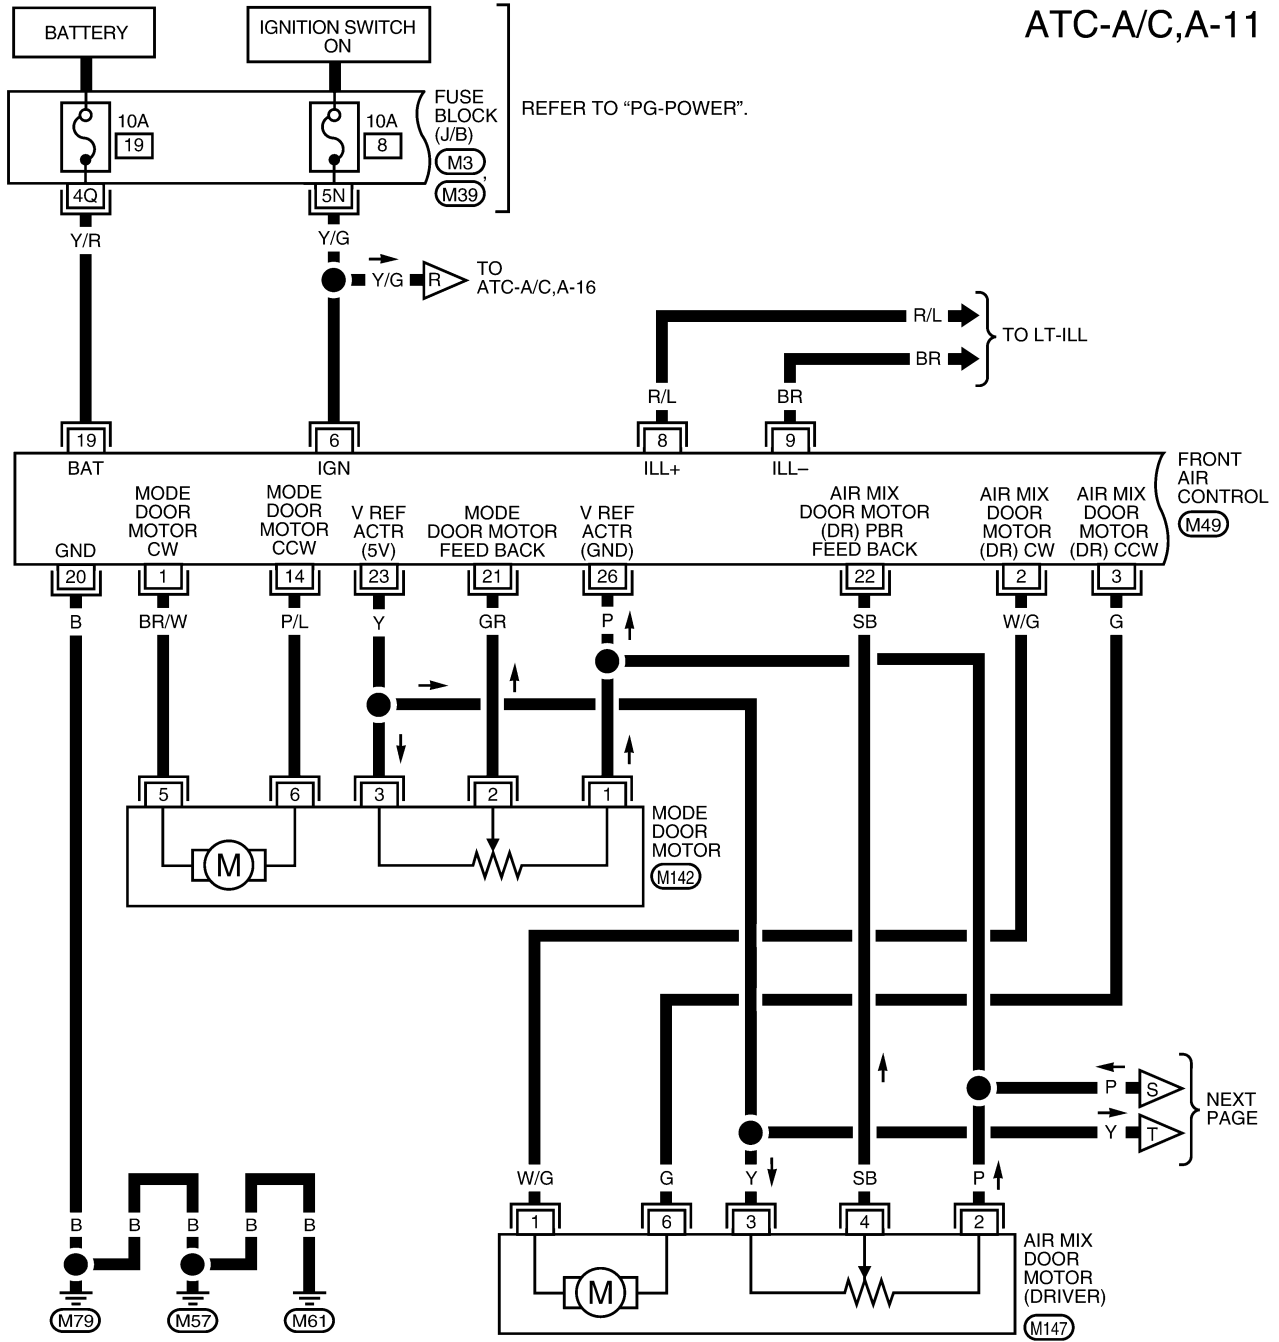 ATC-A/C,A-11
BATTERY
IGNITION SWITCH
ON
10A
19
10A
8
FUSE
BLOCK
(J/B)
M3
,
M39
REFER TO “PG-POWER”.
4Q
5N
Y/R
Y/G
Y/G
R
TO
ATC-A/C,A-16
R/L
BR
TO LT-ILL
R/L
BR
19
6
8
9
BAT
IGN
ILL+
ILL–
FRONT
AIR
CONTROL
M49
GND
MODE
DOOR
MOTOR
CW
MODE
DOOR
MOTOR
CCW
V REF
ACTR
(5V)
MODE
DOOR MOTOR
FEED BACK
V REF
ACTR
(GND)
AIR MIX
DOOR MOTOR
(DR) PBR
FEED BACK
AIR MIX
DOOR
MOTOR
(DR) CW
AIR MIX
DOOR
MOTOR
(DR) CCW
20
1
14
23
21
26
22
2
3
B
BR/W
P/L
Y
GR
P
SB
W/G
G
5
6
3
2
1
M
MODE
DOOR
MOTOR
M142
P
S
Y
T
NEXT
PAGE
W/G
G
Y
SB
P
1
6
3
4
2
M
AIR MIX
DOOR
MOTOR
(DRIVER)
M147
B
B
B
B
B
M79
M57
M61